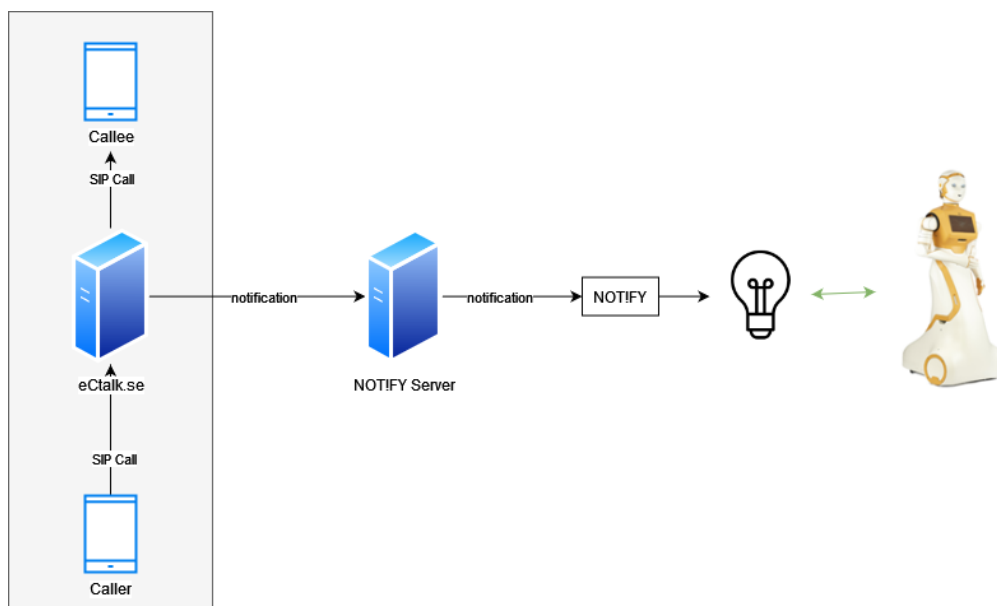 Callee
SIP Call
eCtalk.se
notification
NOT!FY Server
notification
NOT!FY
SIP Call
Caller